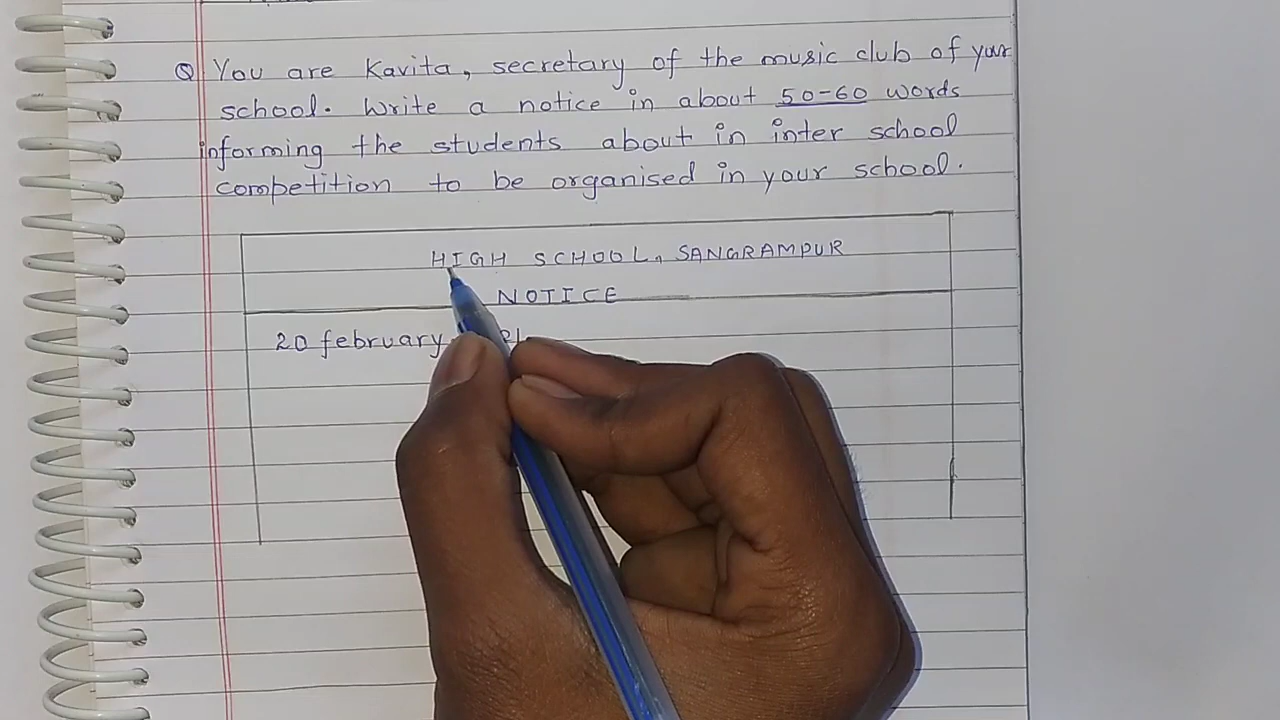 Q You are Kavita, secretary of the music club of your
school. Write a notice in about 50-60 words
informing the students about in inter school
competition to be organised in your school.
HIGH SCHOOL, SANGRAMPUR
NOTICE
20 february